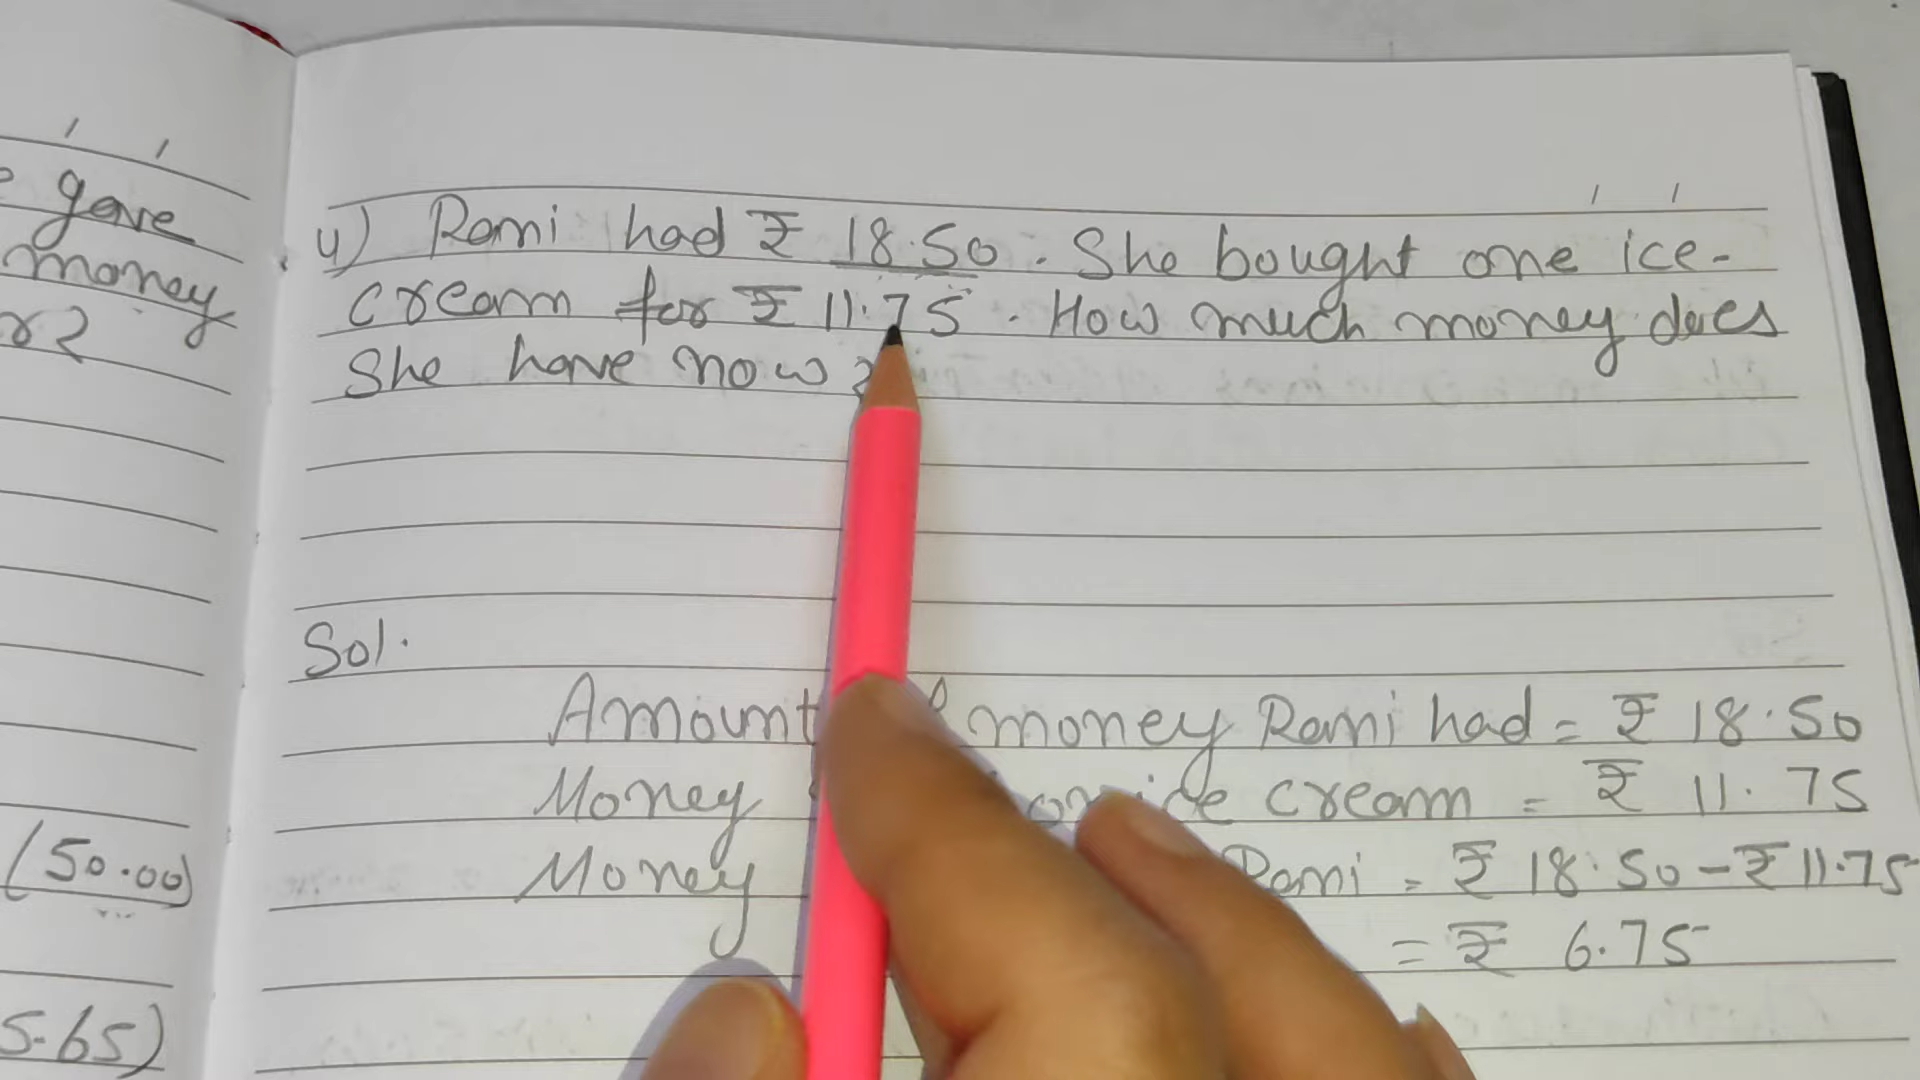 gave
money
r?
(50.00)
5.65)
4) Rami had ₹ 18.50. She bought one ice-
cream for ₹ 11.75. How much money does
she have now?
Sol.
Amount money Rami had = ₹ 18.50
Money on ice cream = ₹ 11.75
Money Rami = ₹ 18.50 - ₹ 11.75
= ₹ 6.75